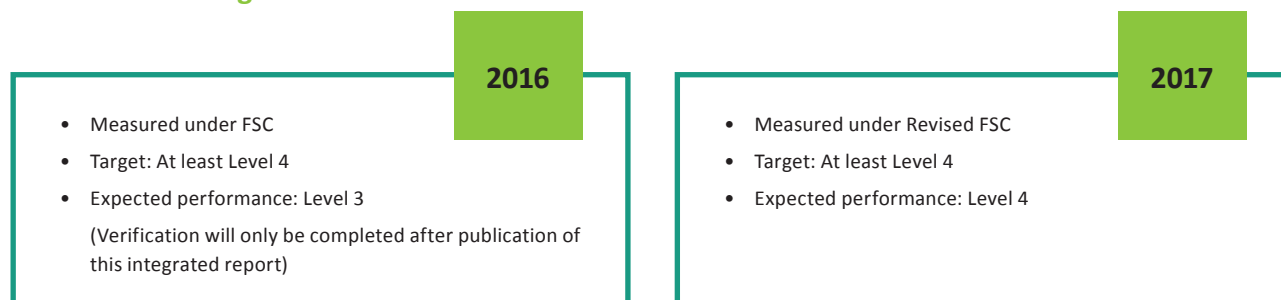 2016
• Measured under FSC
• Target: At least Level 4
• Expected performance: Level 3
(Verification will only be completed after publication of
this integrated report)
2017
• Measured under Revised FSC
• Target: At least Level 4
• Expected performance: Level 4